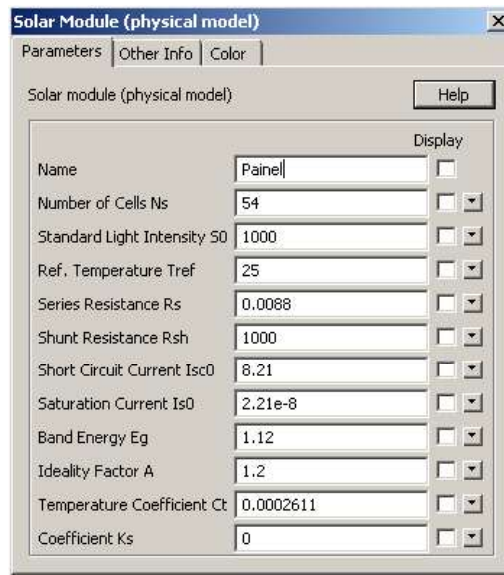 Solar Module (physical model)
Parameters Other Info Color
Solar module (physical model) Help
Display
Name Painel
Number of Cells Ns 54
Standard Light Intensity S0 1000
Ref. Temperature Tref 25
Series Resistance Rs 0.0088
Shunt Resistance Rsh 1000
Short Circuit Current Isc0 8.21
Saturation Current Is0 2.21e-8
Band Energy Eg 1.12
Ideality Factor A 1.2
Temperature Coefficient Ct 0.0002611
Coefficient Ks 0